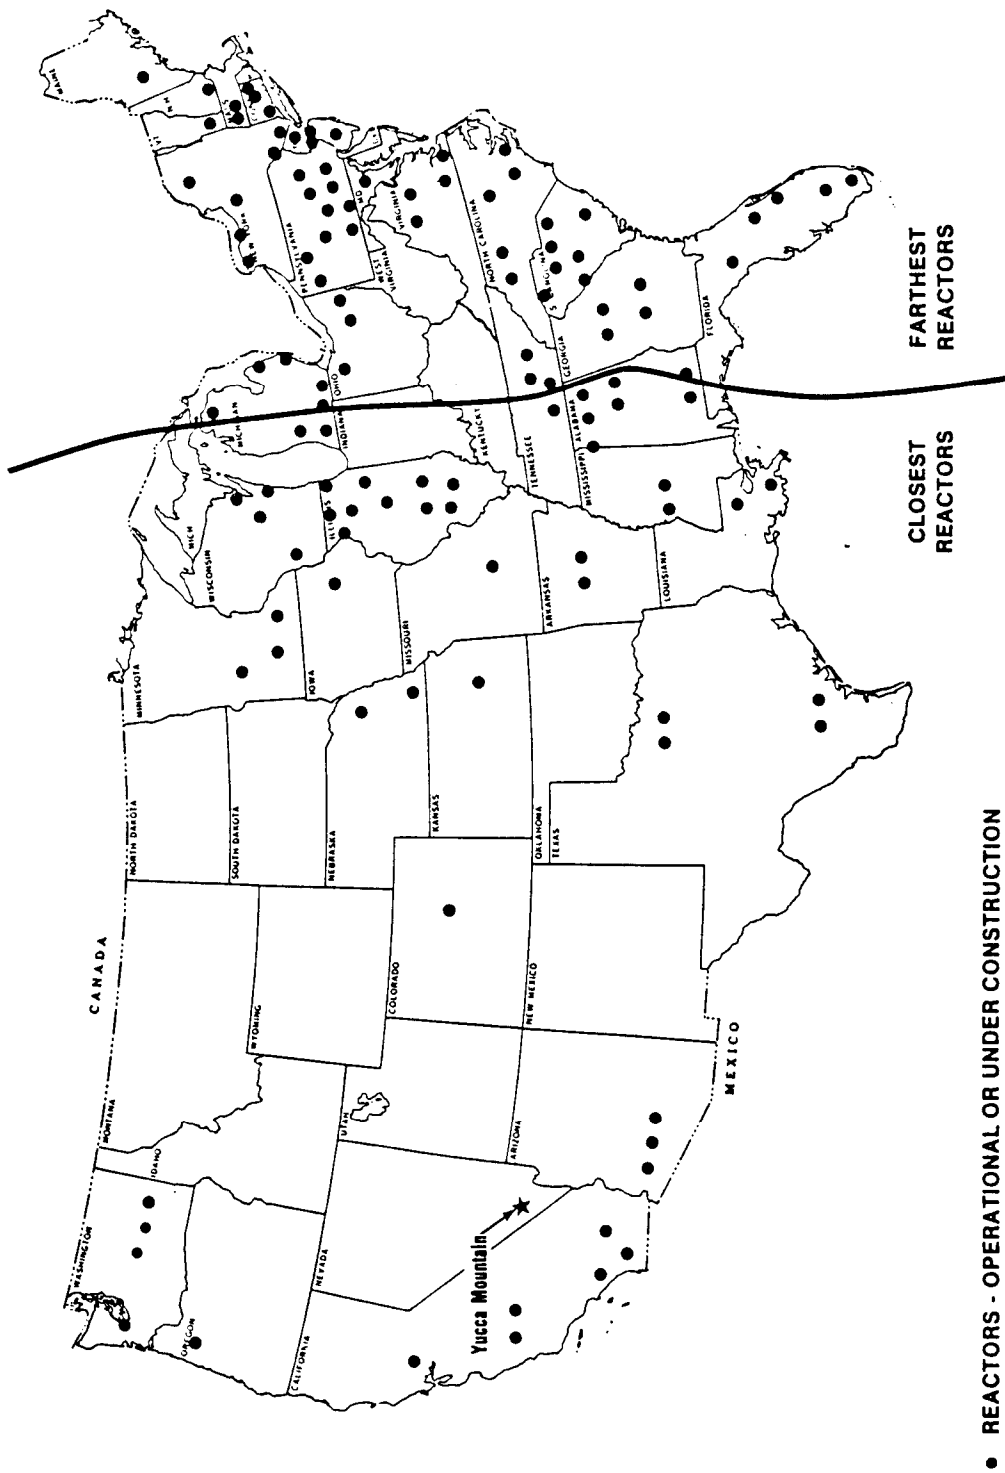 CANADA
WASHINGTON
MONTANA
NORTH DAKOTA
MINNESOTA
MICH
WISCONSIN
MICHIGAN
MAINE
N H
OREGON
IDAHO
WYOMING
SOUTH DAKOTA
IOWA
INDIANA
OHIO
PENNSYLVANIA
NEW YORK
MD
WEST
VIRGINIA
VIRGINIA
CALIFORNIA
NEVADA
UTAH
COLORADO
NEBRASKA
KANSAS
MISSOURI
KENTUCKY
NORTH CAROLINA
Yucca Mountain
ARIZONA
NEW MEXICO
OKLAHOMA
TEXAS
ARKANSAS
TENNESSEE
MISSISSIPPI
ALABAMA
GEORGIA
LOUISIANA
FLORIDA
MEXICO
CLOSEST
REACTORS
FARTHEST
REACTORS
REACTORS - OPERATIONAL OR UNDER CONSTRUCTION